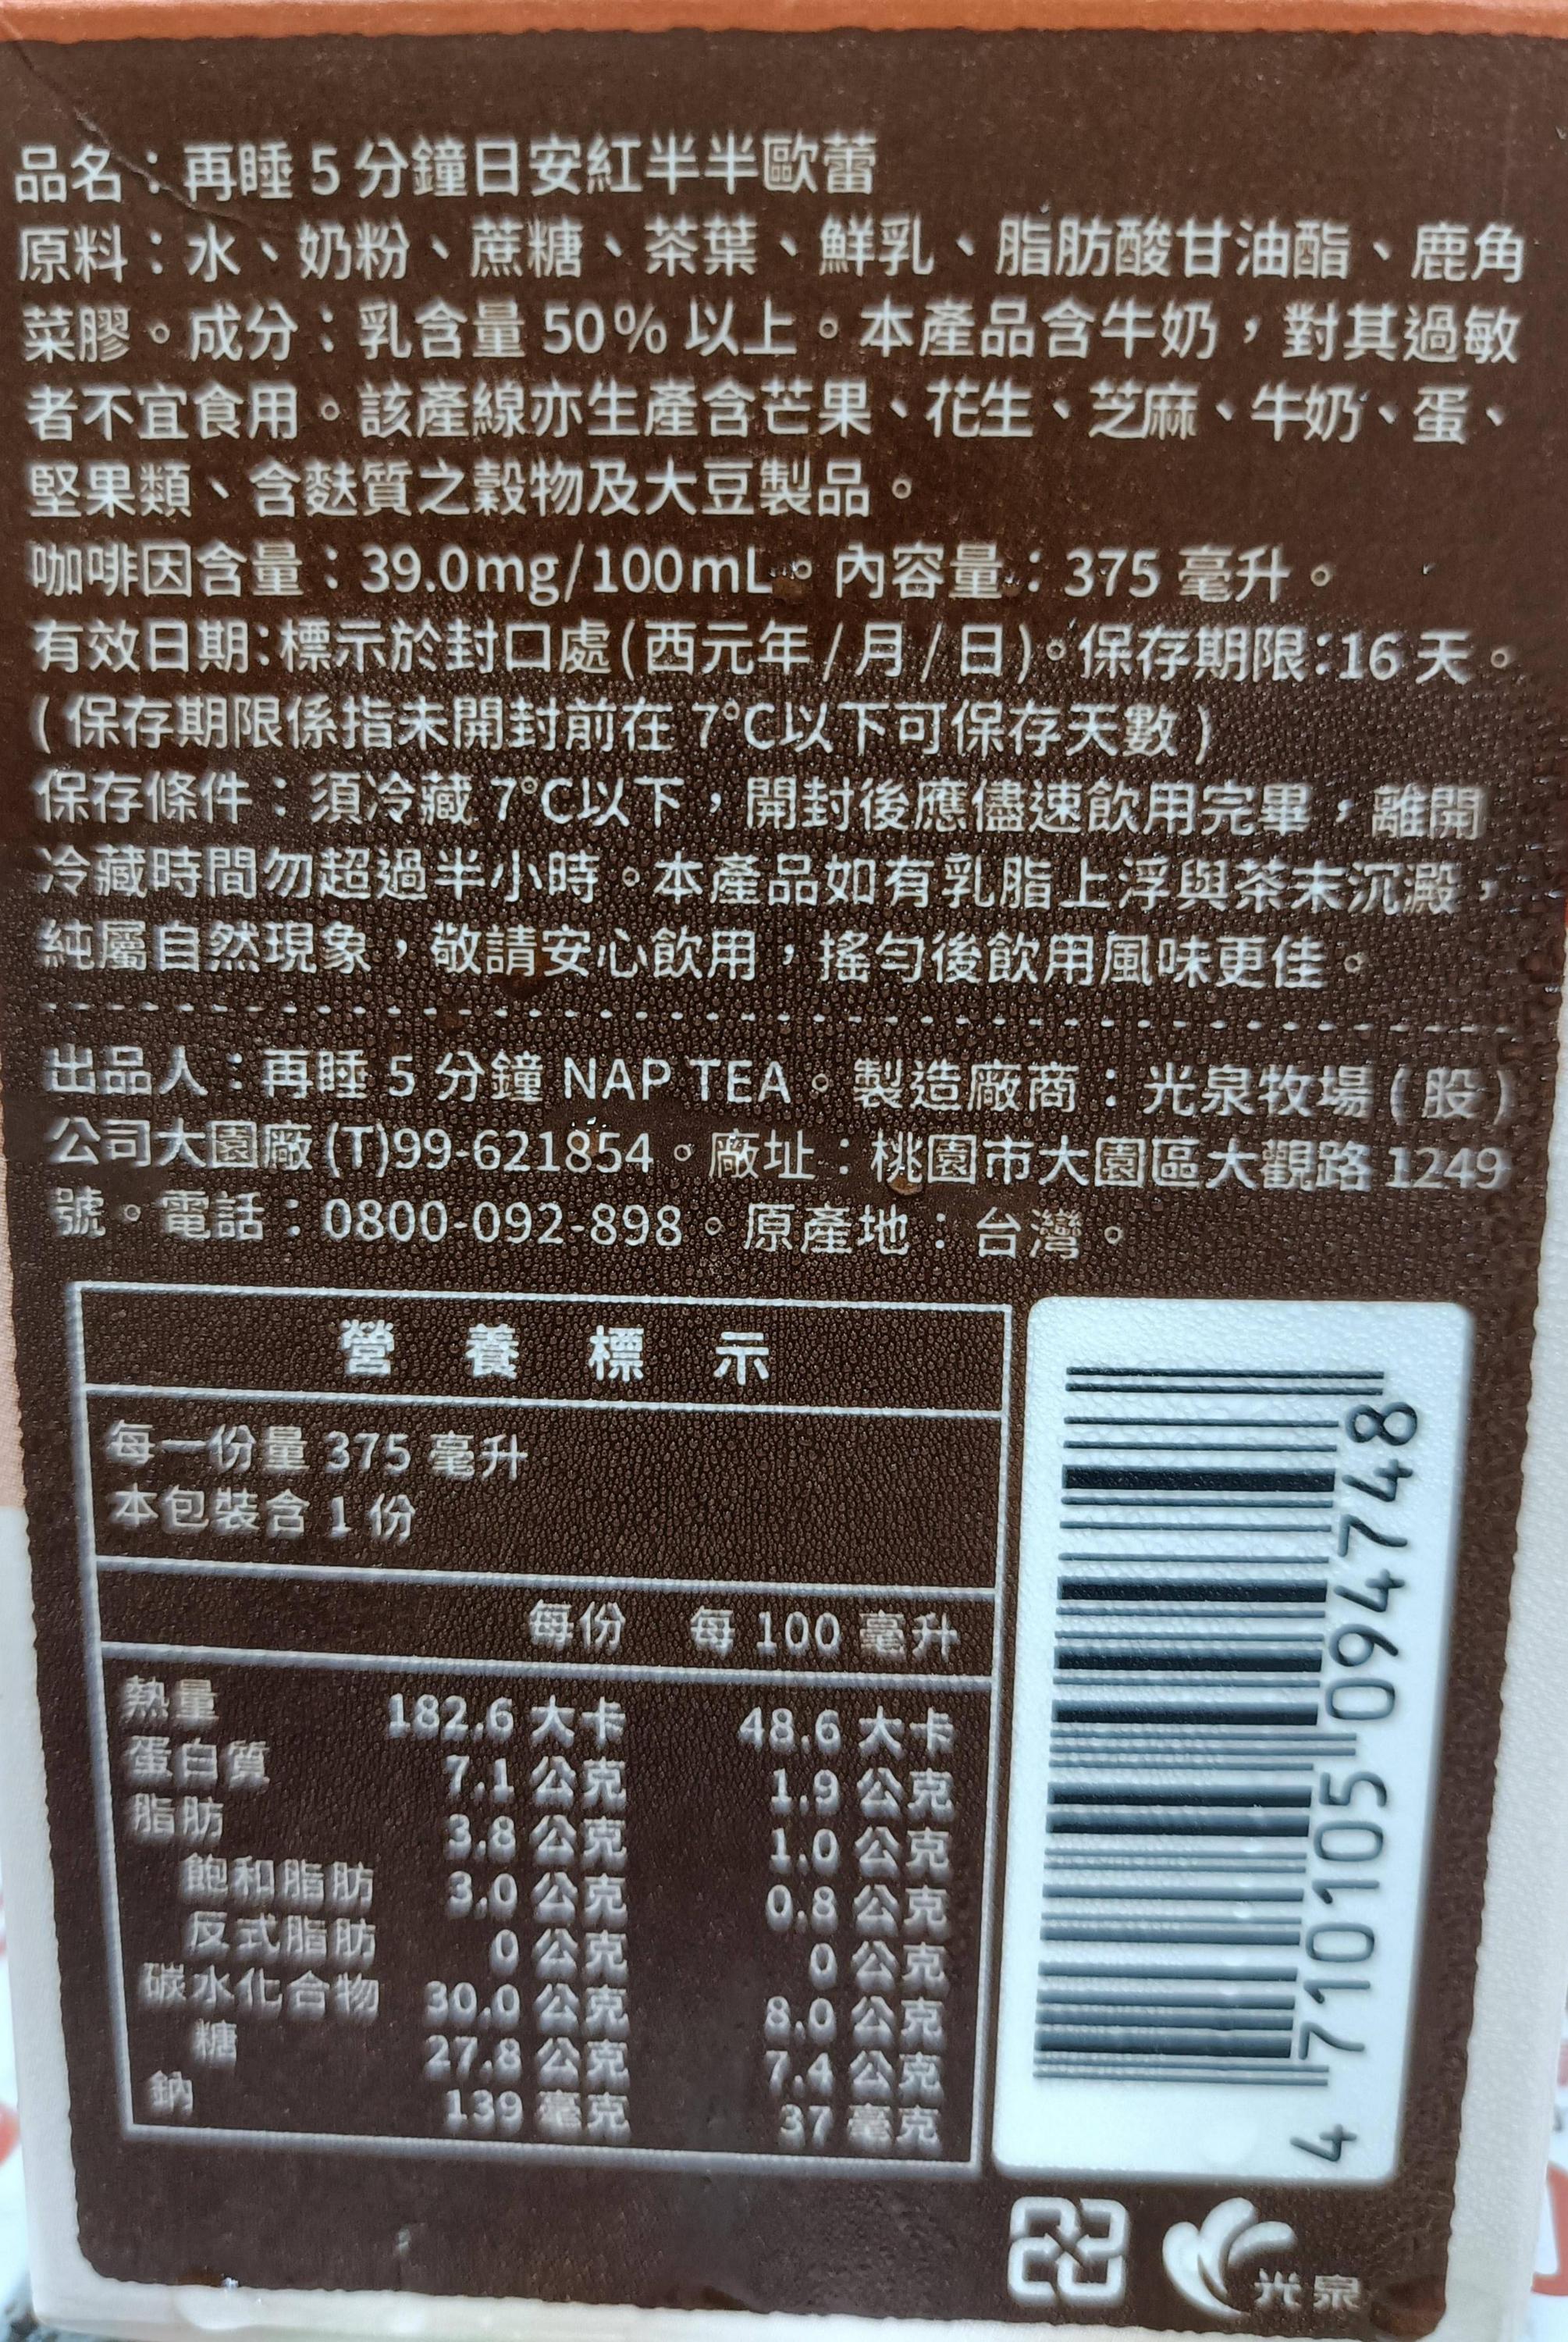 品名：再睡 5 分鐘日安紅半半歐蕾
原料：水、奶粉、蔗糖、茶葉、鮮乳、脂肪酸甘油酯、鹿角
菜膠。成分：乳含量 50% 以上。本產品含牛奶，對其過敏
者不宜食用。該產線亦生產含芒果、花生、芝麻、牛奶、蛋、
堅果類、含麩質之穀物及大豆製品。
咖啡因含量：39.0mg/100mL。內容量：375 毫升。
有效日期：標示於封口處(西元年/月/日)。保存期限：16 天。
(保存期限係指未開封前在 7℃以下可保存天數)
保存條件：須冷藏 7℃以下，開封後應儘速飲用完畢，離開
冷藏時間勿超過半小時。本產品如有乳脂上浮與茶末沉澱，
純屬自然現象，敬請安心飲用，搖勻後飲用風味更佳。
出品人：再睡 5 分鐘 NAP TEA。製造廠商：光泉牧場(股)
公司大園廠(T)99-621854。廠址：桃園市大園區大觀路 1249
號。電話：0800-092-898。原產地：台灣。
營 養 標 示
每一份量 375 毫升
本包裝含 1 份
每份 每 100 毫升
熱量 182.6 大卡 48.6 大卡
蛋白質 7.1 公克 1.9 公克
脂肪 3.8 公克 1.0 公克
飽和脂肪 3.0 公克 0.8 公克
反式脂肪 0 公克 0 公克
碳水化合物 30.0 公克 8.0 公克
糖 27.8 公克 7.4 公克
鈉 139 毫克 37 毫克
4 710105 094748
光泉